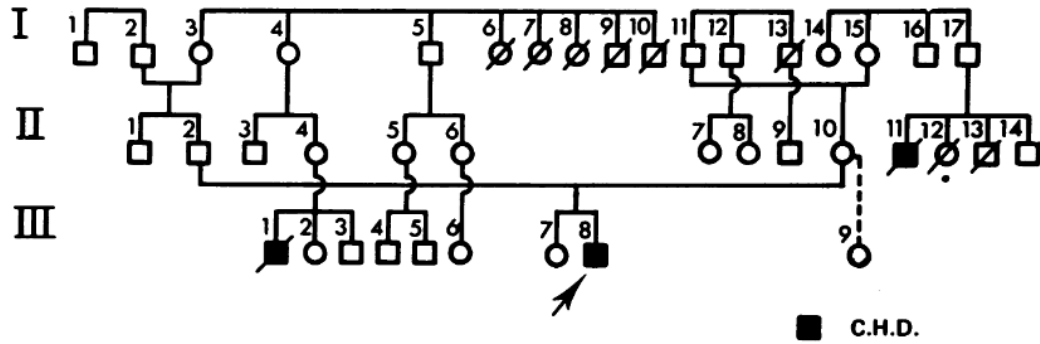 I 1 2 3 4 5 6 7 8 9 10 11 12 13 14 15 16 17
II 1 2 3 4 5 6 7 8 9 10 11 12 13 14
III 1 2 3 4 5 6 7 8 9
C.H.D.